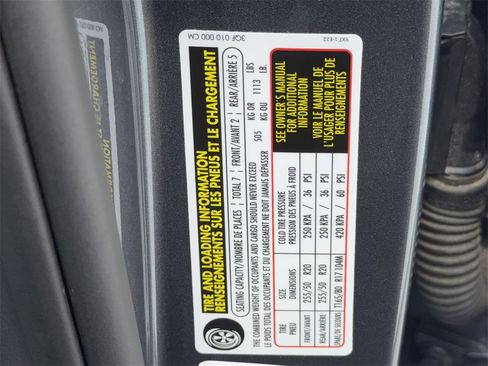 3QF 010 000 CM
YXT 1-E22
TIRE AND LOADING INFORMATION
RENSEIGNEMENTS SUR LES PNEUS ET LE CHARGEMENT
SEATING CAPACITY/NOMBRE DE PLACES | TOTAL 7 | FRONT/AVANT 2 | REAR/ARRIÈRE 5
THE COMBINED WEIGHT OF OCCUPANTS AND CARGO SHOULD NEVER EXCEED 505 KG OR 1113 LBS
LE POIDS TOTAL DES OCCUPANTS ET DU CHARGEMENT NE DOIT JAMAIS DÉPASSER 505 KG OU 1113 LB.
TIRE SIZE COLD TIRE PRESSURE
PNEU DIMENSIONS PRESSION DES PNEUS À FROID
FRONT/AVANT 255/50 R20 250 KPA / 36 PSI
REAR/ARRIÈRE 255/50 R20 250 KPA / 36 PSI
T165/80 R17 104M 420 KPA / 60 PSI
SEE OWNER'S MANUAL
FOR ADDITIONAL
INFORMATION
VOIR LE MANUEL DE
L'USAGER POUR PLUS DE
RENSEIGNEMENTS